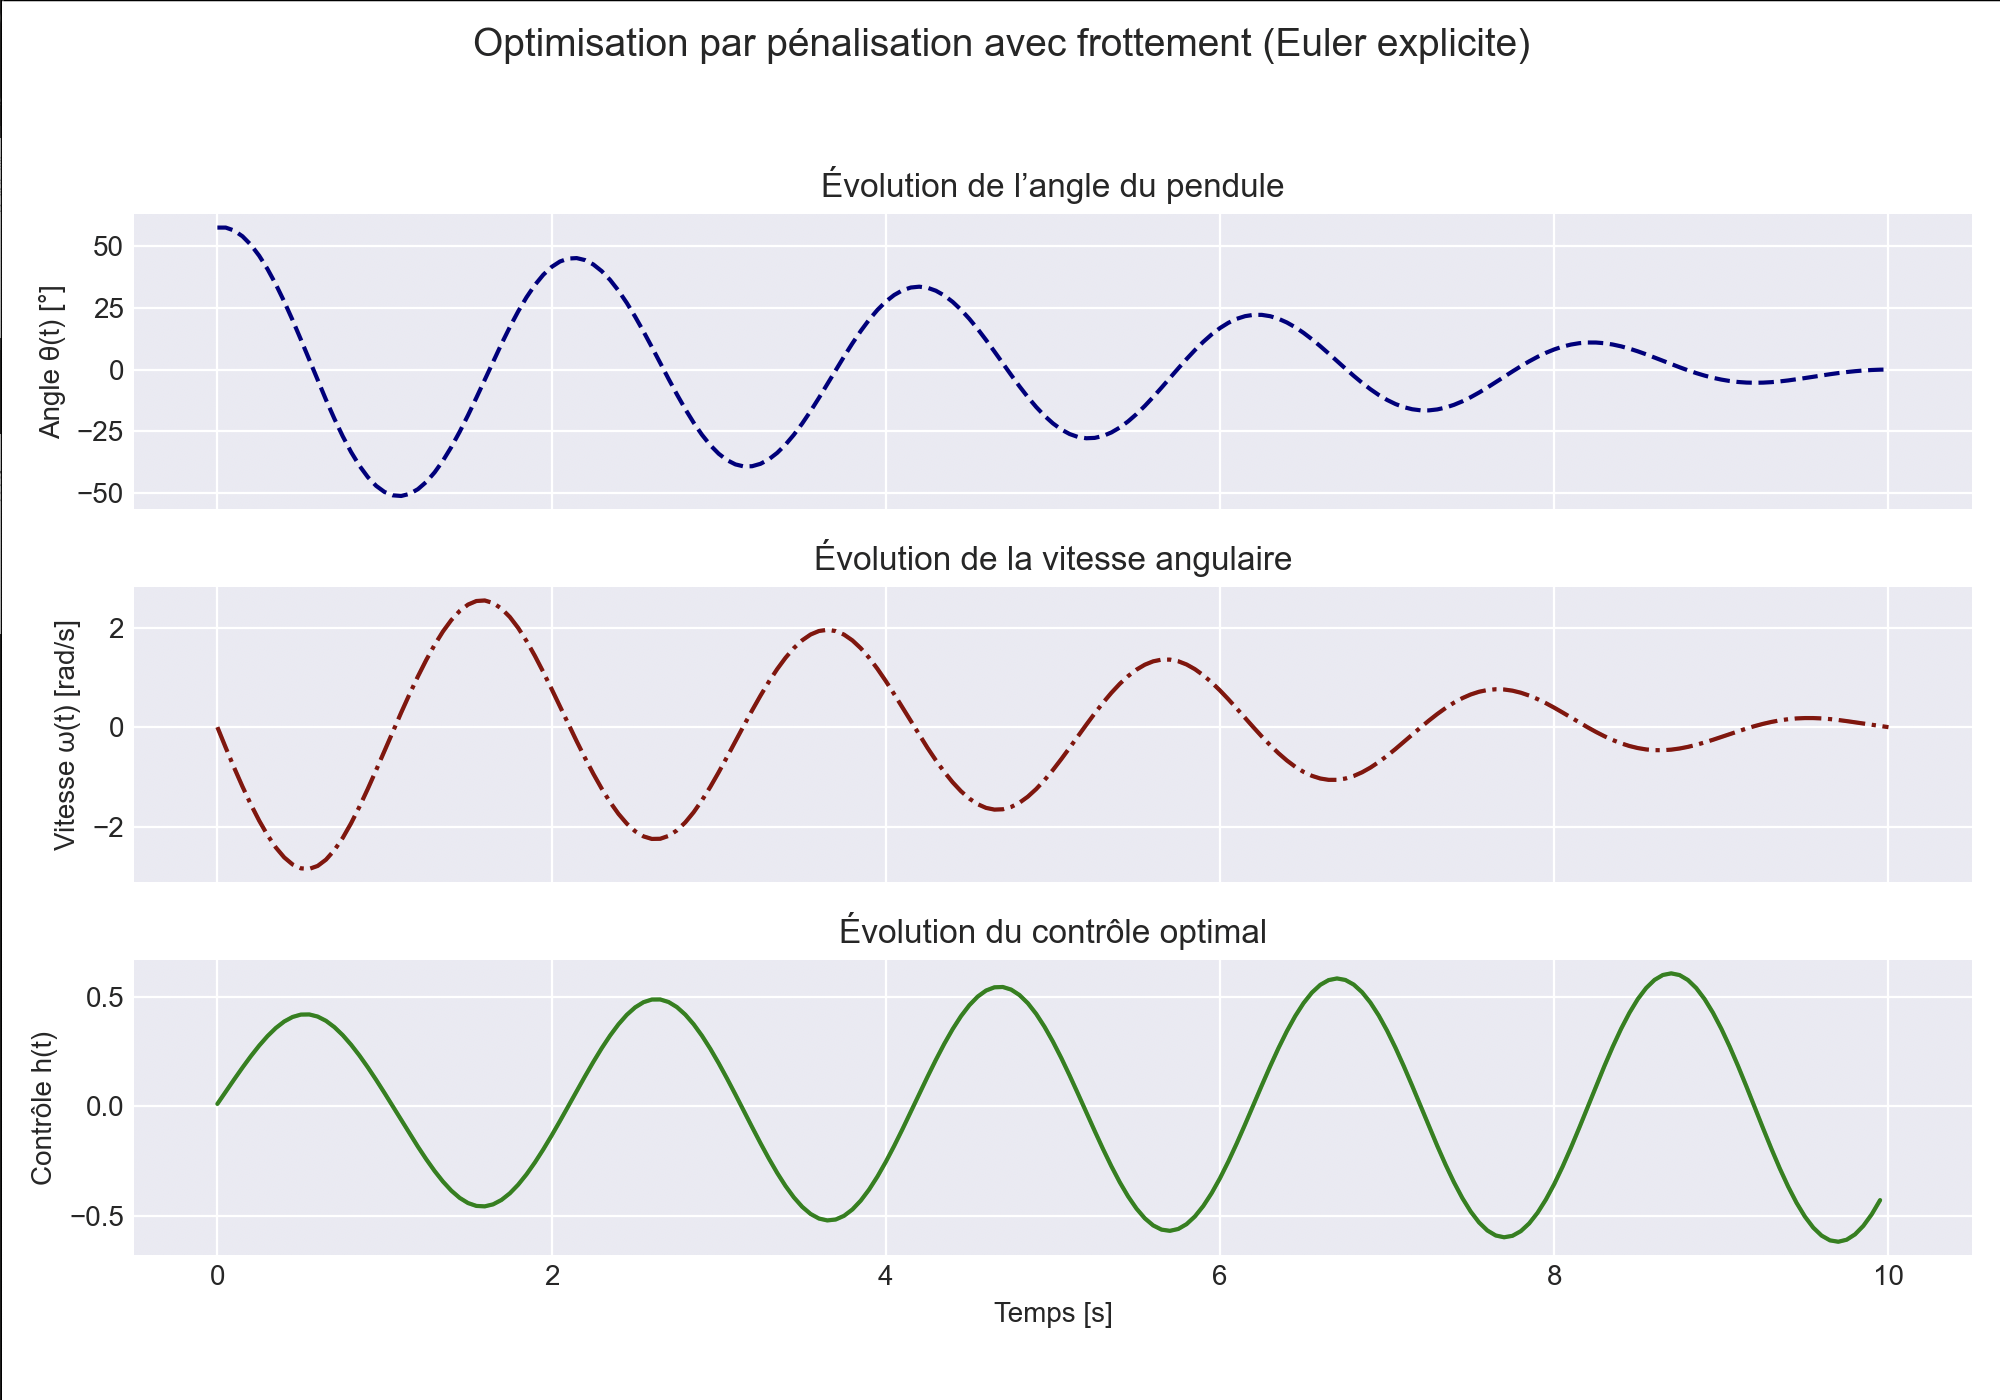 Optimisation par pénalisation avec frottement (Euler explicite)
Évolution de l’angle du pendule
Angle θ(t) [°]
50
25
0
−25
−50
Évolution de la vitesse angulaire
Vitesse ω(t) [rad/s]
2
0
−2
Évolution du contrôle optimal
Contrôle h(t)
0.5
0.0
−0.5
0 2 4 6 8 10
Temps [s]